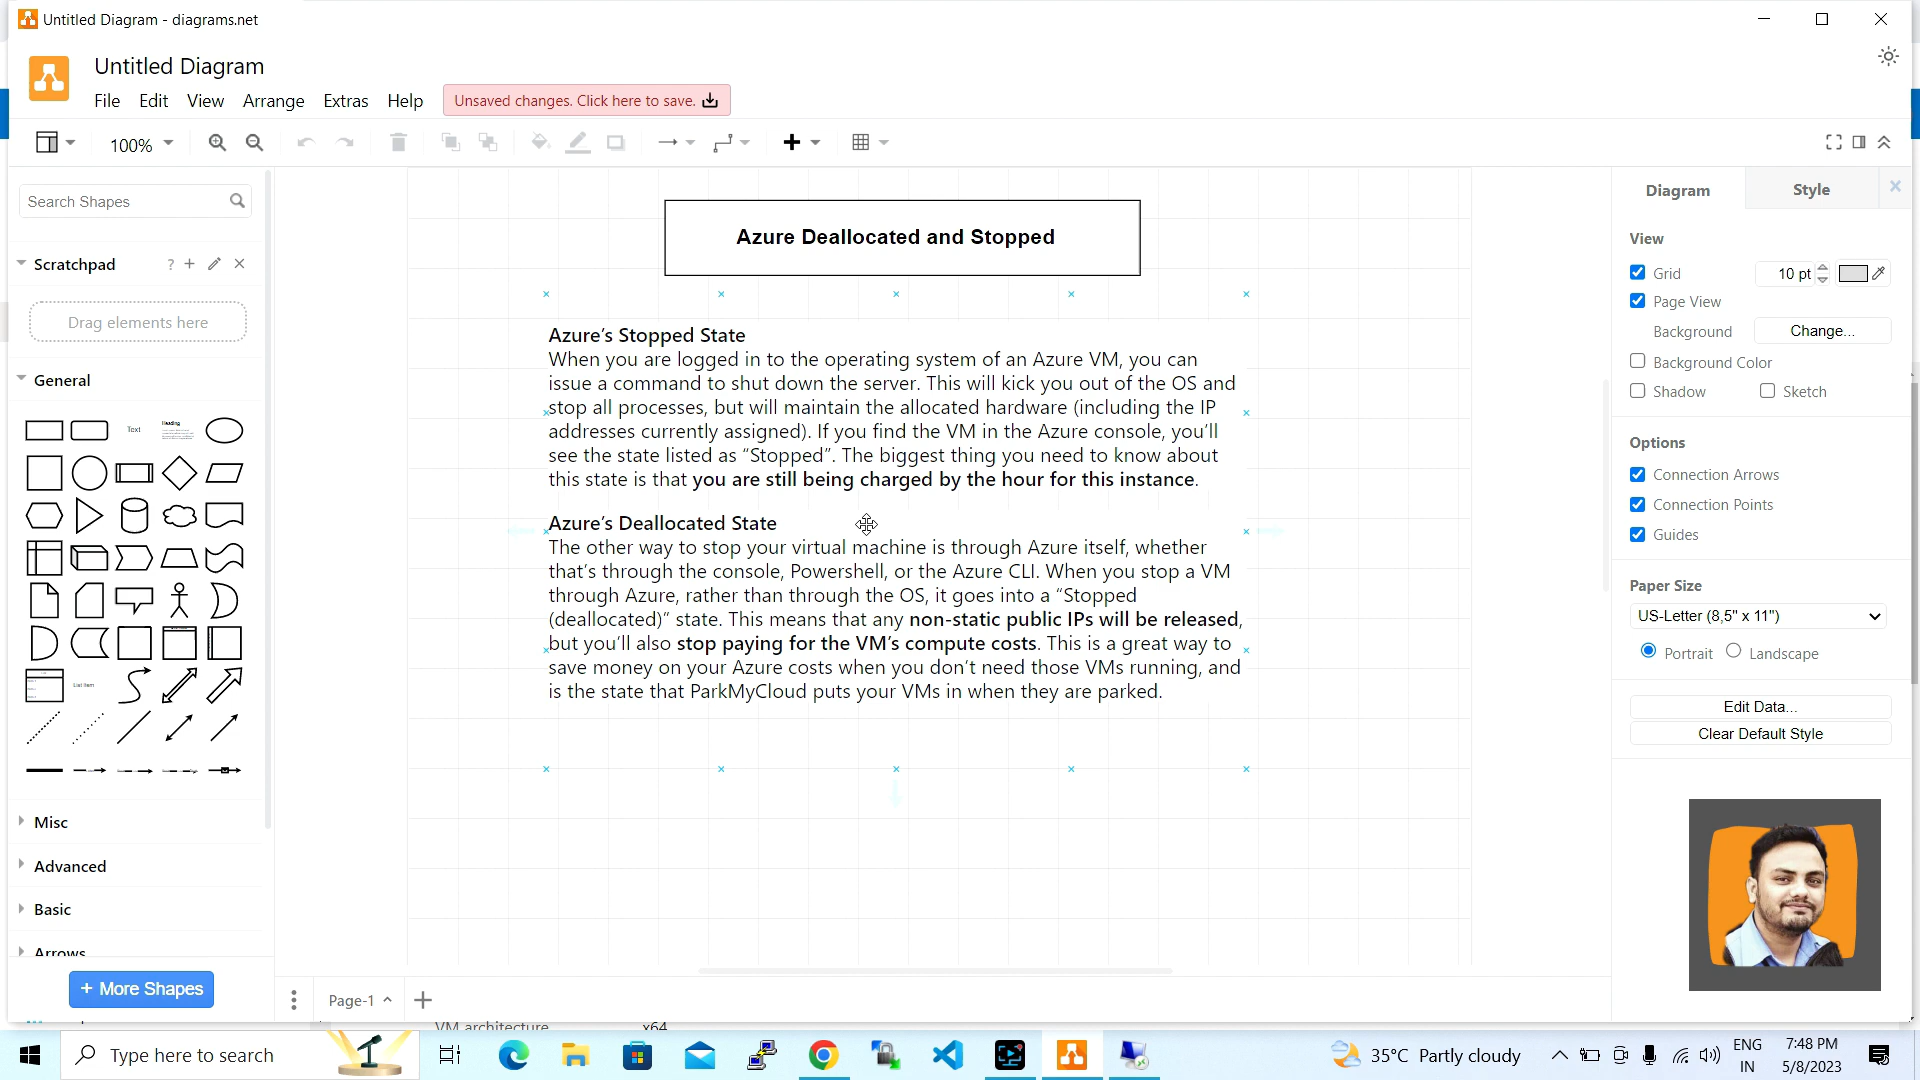 Untitled Diagram - diagrams.net
Untitled Diagram
File Edit View Arrange Extras Help Unsaved changes. Click here to save.
100%
Search Shapes
Scratchpad ?
Drag elements here
General
Text
Heading
List Item
Misc
Advanced
Basic
Arrows
+ More Shapes
Azure Deallocated and Stopped
Azure’s Stopped State
When you are logged in to the operating system of an Azure VM, you can
issue a command to shut down the server. This will kick you out of the OS and
stop all processes, but will maintain the allocated hardware (including the IP
addresses currently assigned). If you find the VM in the Azure console, you’ll
see the state listed as “Stopped”. The biggest thing you need to know about
this state is that you are still being charged by the hour for this instance.
Azure’s Deallocated State
The other way to stop your virtual machine is through Azure itself, whether
that’s through the console, Powershell, or the Azure CLI. When you stop a VM
through Azure, rather than through the OS, it goes into a “Stopped
(deallocated)” state. This means that any non-static public IPs will be released,
but you’ll also stop paying for the VM’s compute costs. This is a great way to
save money on your Azure costs when you don’t need those VMs running, and
is the state that ParkMyCloud puts your VMs in when they are parked.
Page-1
VM architecture x64
Diagram Style
View
Grid 10 pt
Page View
Background Change...
Background Color
Shadow Sketch
Options
Connection Arrows
Connection Points
Guides
Paper Size
US-Letter (8,5" x 11")
Portrait Landscape
Edit Data...
Clear Default Style
Type here to search
35°C Partly cloudy
ENG
IN
7:48 PM
5/8/2023